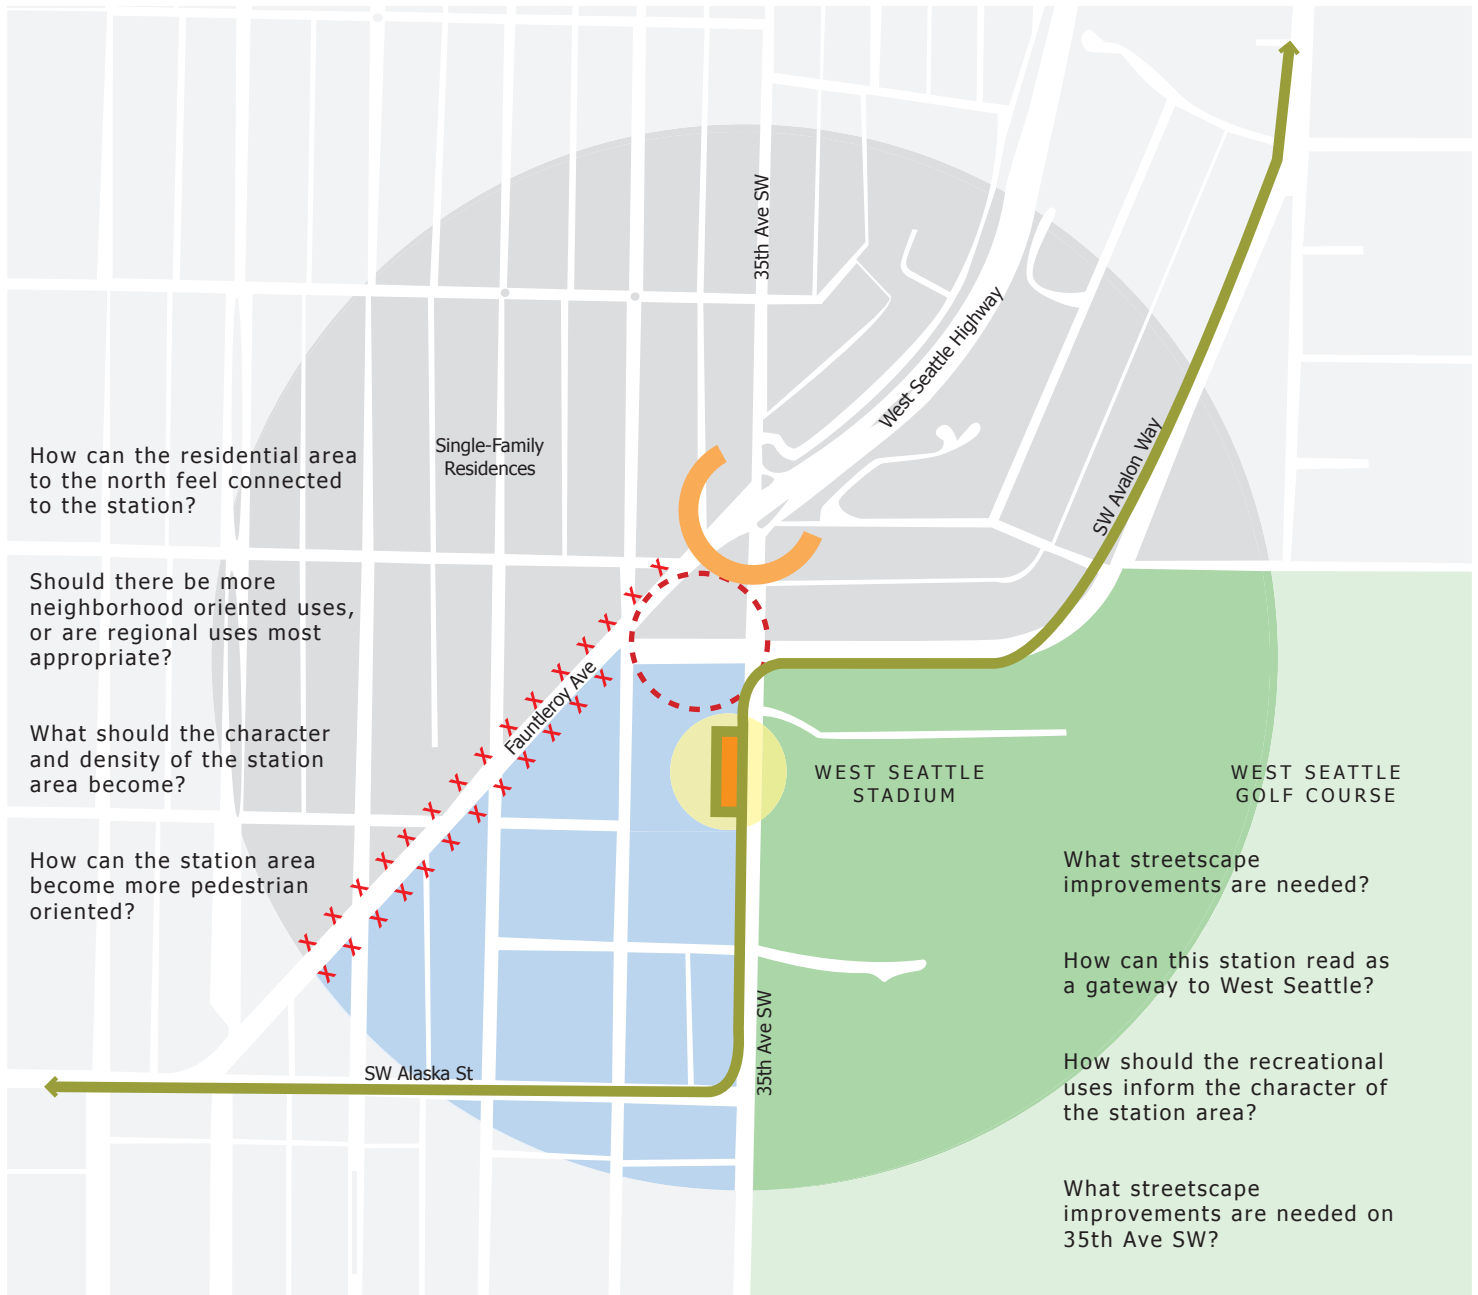 35th Ave SW
West Seattle Highway
SW Avalon Way
Single-Family
Residences
How can the residential area
to the north feel connected
to the station?
Should there be more
neighborhood oriented uses,
or are regional uses most
appropriate?
What should the character
and density of the station
area become?
How can the station area
become more pedestrian
oriented?
Fauntleroy Ave
WEST SEATTLE
STADIUM
WEST SEATTLE
GOLF COURSE
What streetscape
improvements are needed?
How can this station read as
a gateway to West Seattle?
How should the recreational
uses inform the character of
the station area?
What streetscape
improvements are needed on
35th Ave SW?
35th Ave SW
SW Alaska St